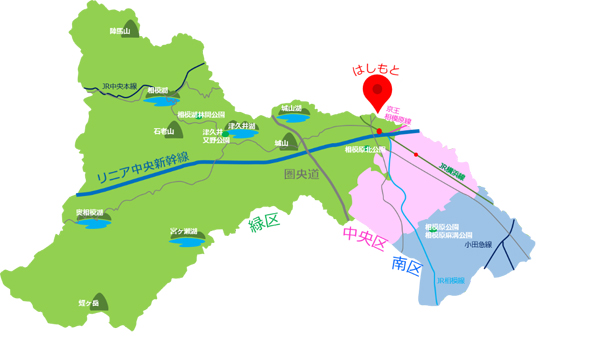 陣馬山
はしもと
JR中央本線
相模湖
城山湖
京王
相模原線
相模湖林間公園
石老山
津久井
又野公園
津久井湖
城山
相模原北公園
リニア中央新幹線
圏央道
JR横浜線
奥相模湖
宮ヶ瀬湖
緑区
中央区
相模原公園
相模原麻溝公園
小田急線
南区
JR相模線
蛭ヶ岳